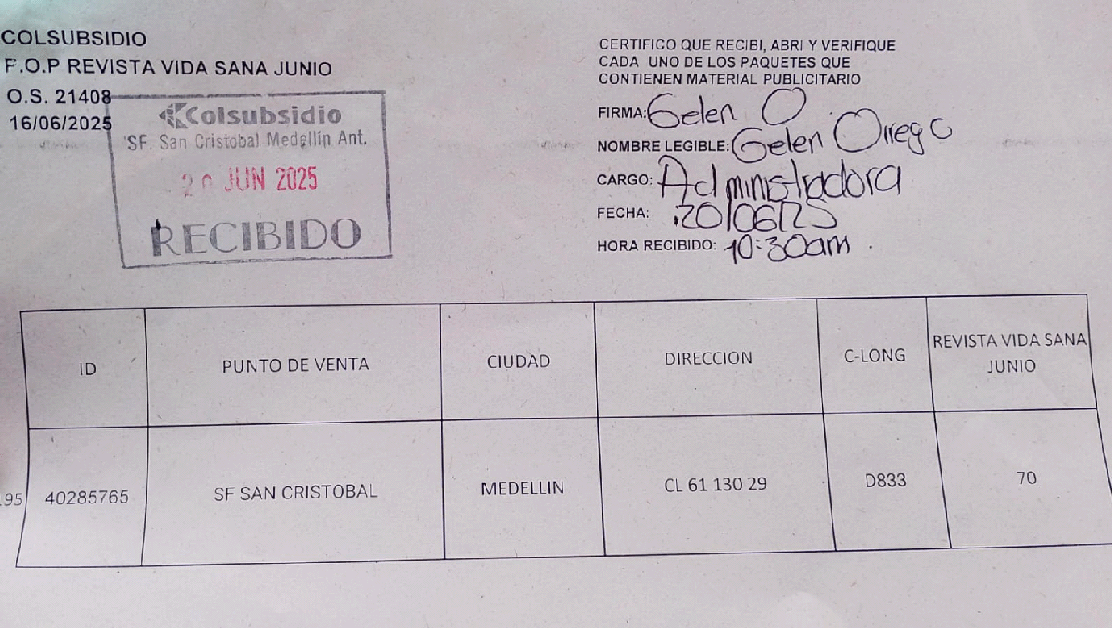 COLSUBSIDIO
P.O.P REVISTA VIDA SANA JUNIO
O.S. 21408
16/06/2025
Colsubsidio
SF San Cristobal Medellín Ant.
20 JUN 2025
RECIBIDO
CERTIFICO QUE RECIBI, ABRI Y VERIFIQUE
CADA UNO DE LOS PAQUETES QUE
CONTIENEN MATERIAL PUBLICITARIO
FIRMA: Gelen O
NOMBRE LEGIBLE: Gelen Orrego
CARGO: Administradora
FECHA: 20/06/25
HORA RECIBIDO: 10:30am
ID
PUNTO DE VENTA
CIUDAD
DIRECCION
C-LONG
REVISTA VIDA SANA
JUNIO
195 40285765 SF SAN CRISTOBAL MEDELLIN CL 61 130 29 D833 70